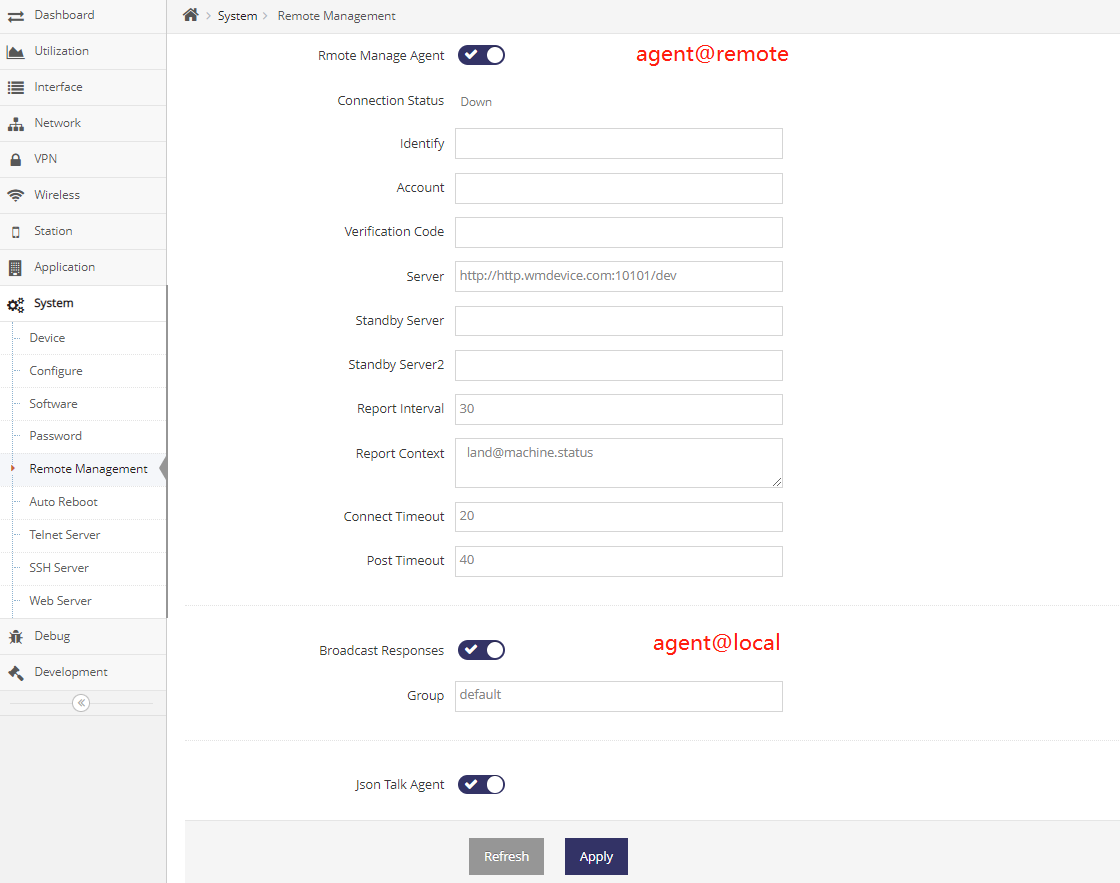 Dashboard
Utilization
Interface
Network
VPN
Wireless
Station
Application
System
Device
Configure
Software
Password
Remote Management
Auto Reboot
Telnet Server
SSH Server
Web Server
Debug
Development
System Remote Management
Rmote Manage Agent agent@remote
Connection Status Down
Identify
Account
Verification Code
Server http://http.wmdevice.com:10101/dev
Standby Server
Standby Server2
Report Interval 30
Report Context land@machine.status
Connect Timeout 20
Post Timeout 40
Broadcast Responses agent@local
Group default
Json Talk Agent
Refresh Apply